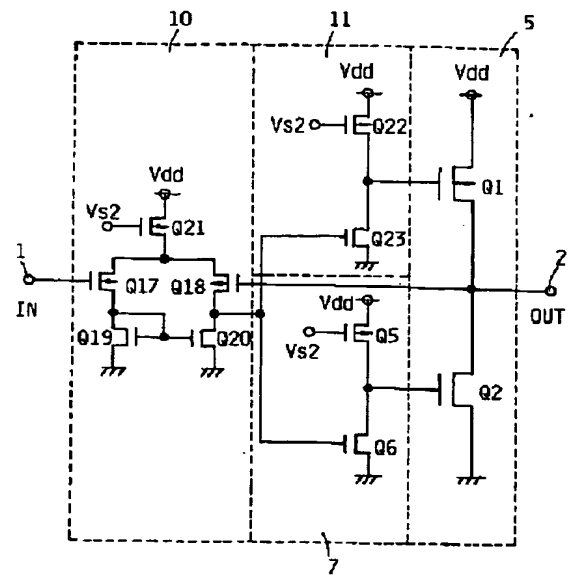 10
11
5
Vdd
Vdd
Vs2
Q22
Vdd
Q1
Vs2
Q21
Q23
1
2
Q17
Q18
IN
Vdd
OUT
Q19
Q20
Q5
Vs2
Q2
Q6
7